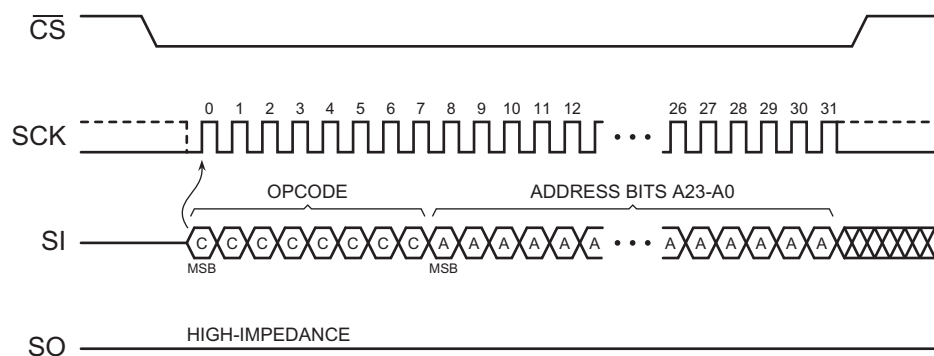 CS
SCK
0 1 2 3 4 5 6 7 8 9 10 11 12 • • • 26 27 28 29 30 31
OPCODE ADDRESS BITS A23-A0
SI
C C C C C C C C A A A A A A • • • A A A A A A
MSB MSB
HIGH-IMPEDANCE
SO